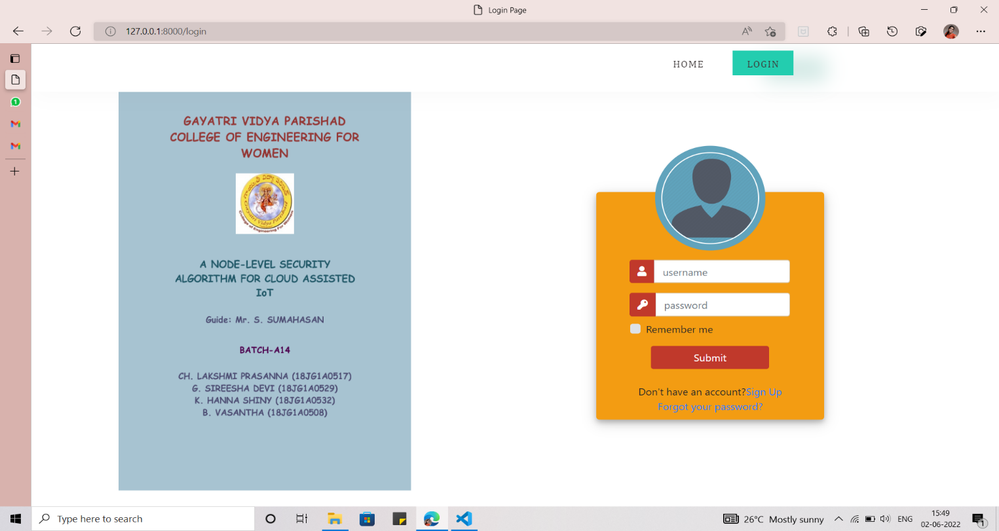 Login Page
127.0.0.1:8000/login
HOME
LOGIN
GAYATRI VIDYA PARISHAD
COLLEGE OF ENGINEERING FOR
WOMEN
A NODE-LEVEL SECURITY
ALGORITHM FOR CLOUD ASSISTED
IoT
Guide: Mr. S. SUMAHASAN
BATCH-A14
CH. LAKSHMI PRASANNA (18JG1A0517)
G. SIREESHA DEVI (18JG1A0529)
K. HANNA SHINY (18JG1A0532)
B. VASANTHA (18JG1A0508)
username
password
Remember me
Submit
Don't have an account?Sign Up
Forgot your password?
Type here to search
26°C Mostly sunny
ENG
15:49
02-06-2022
1